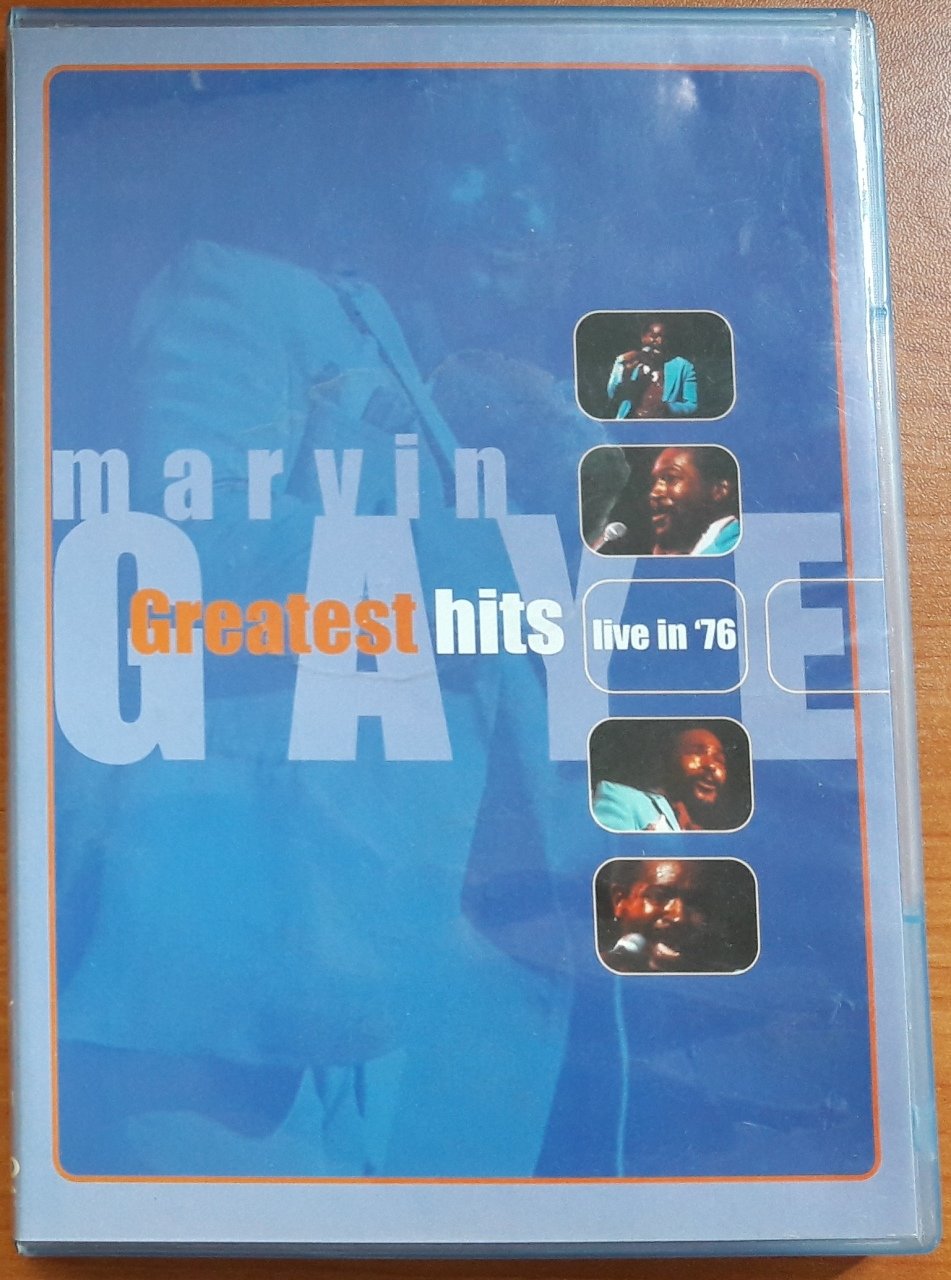 marvin
GAYE
Greatest hits
live in ‘76